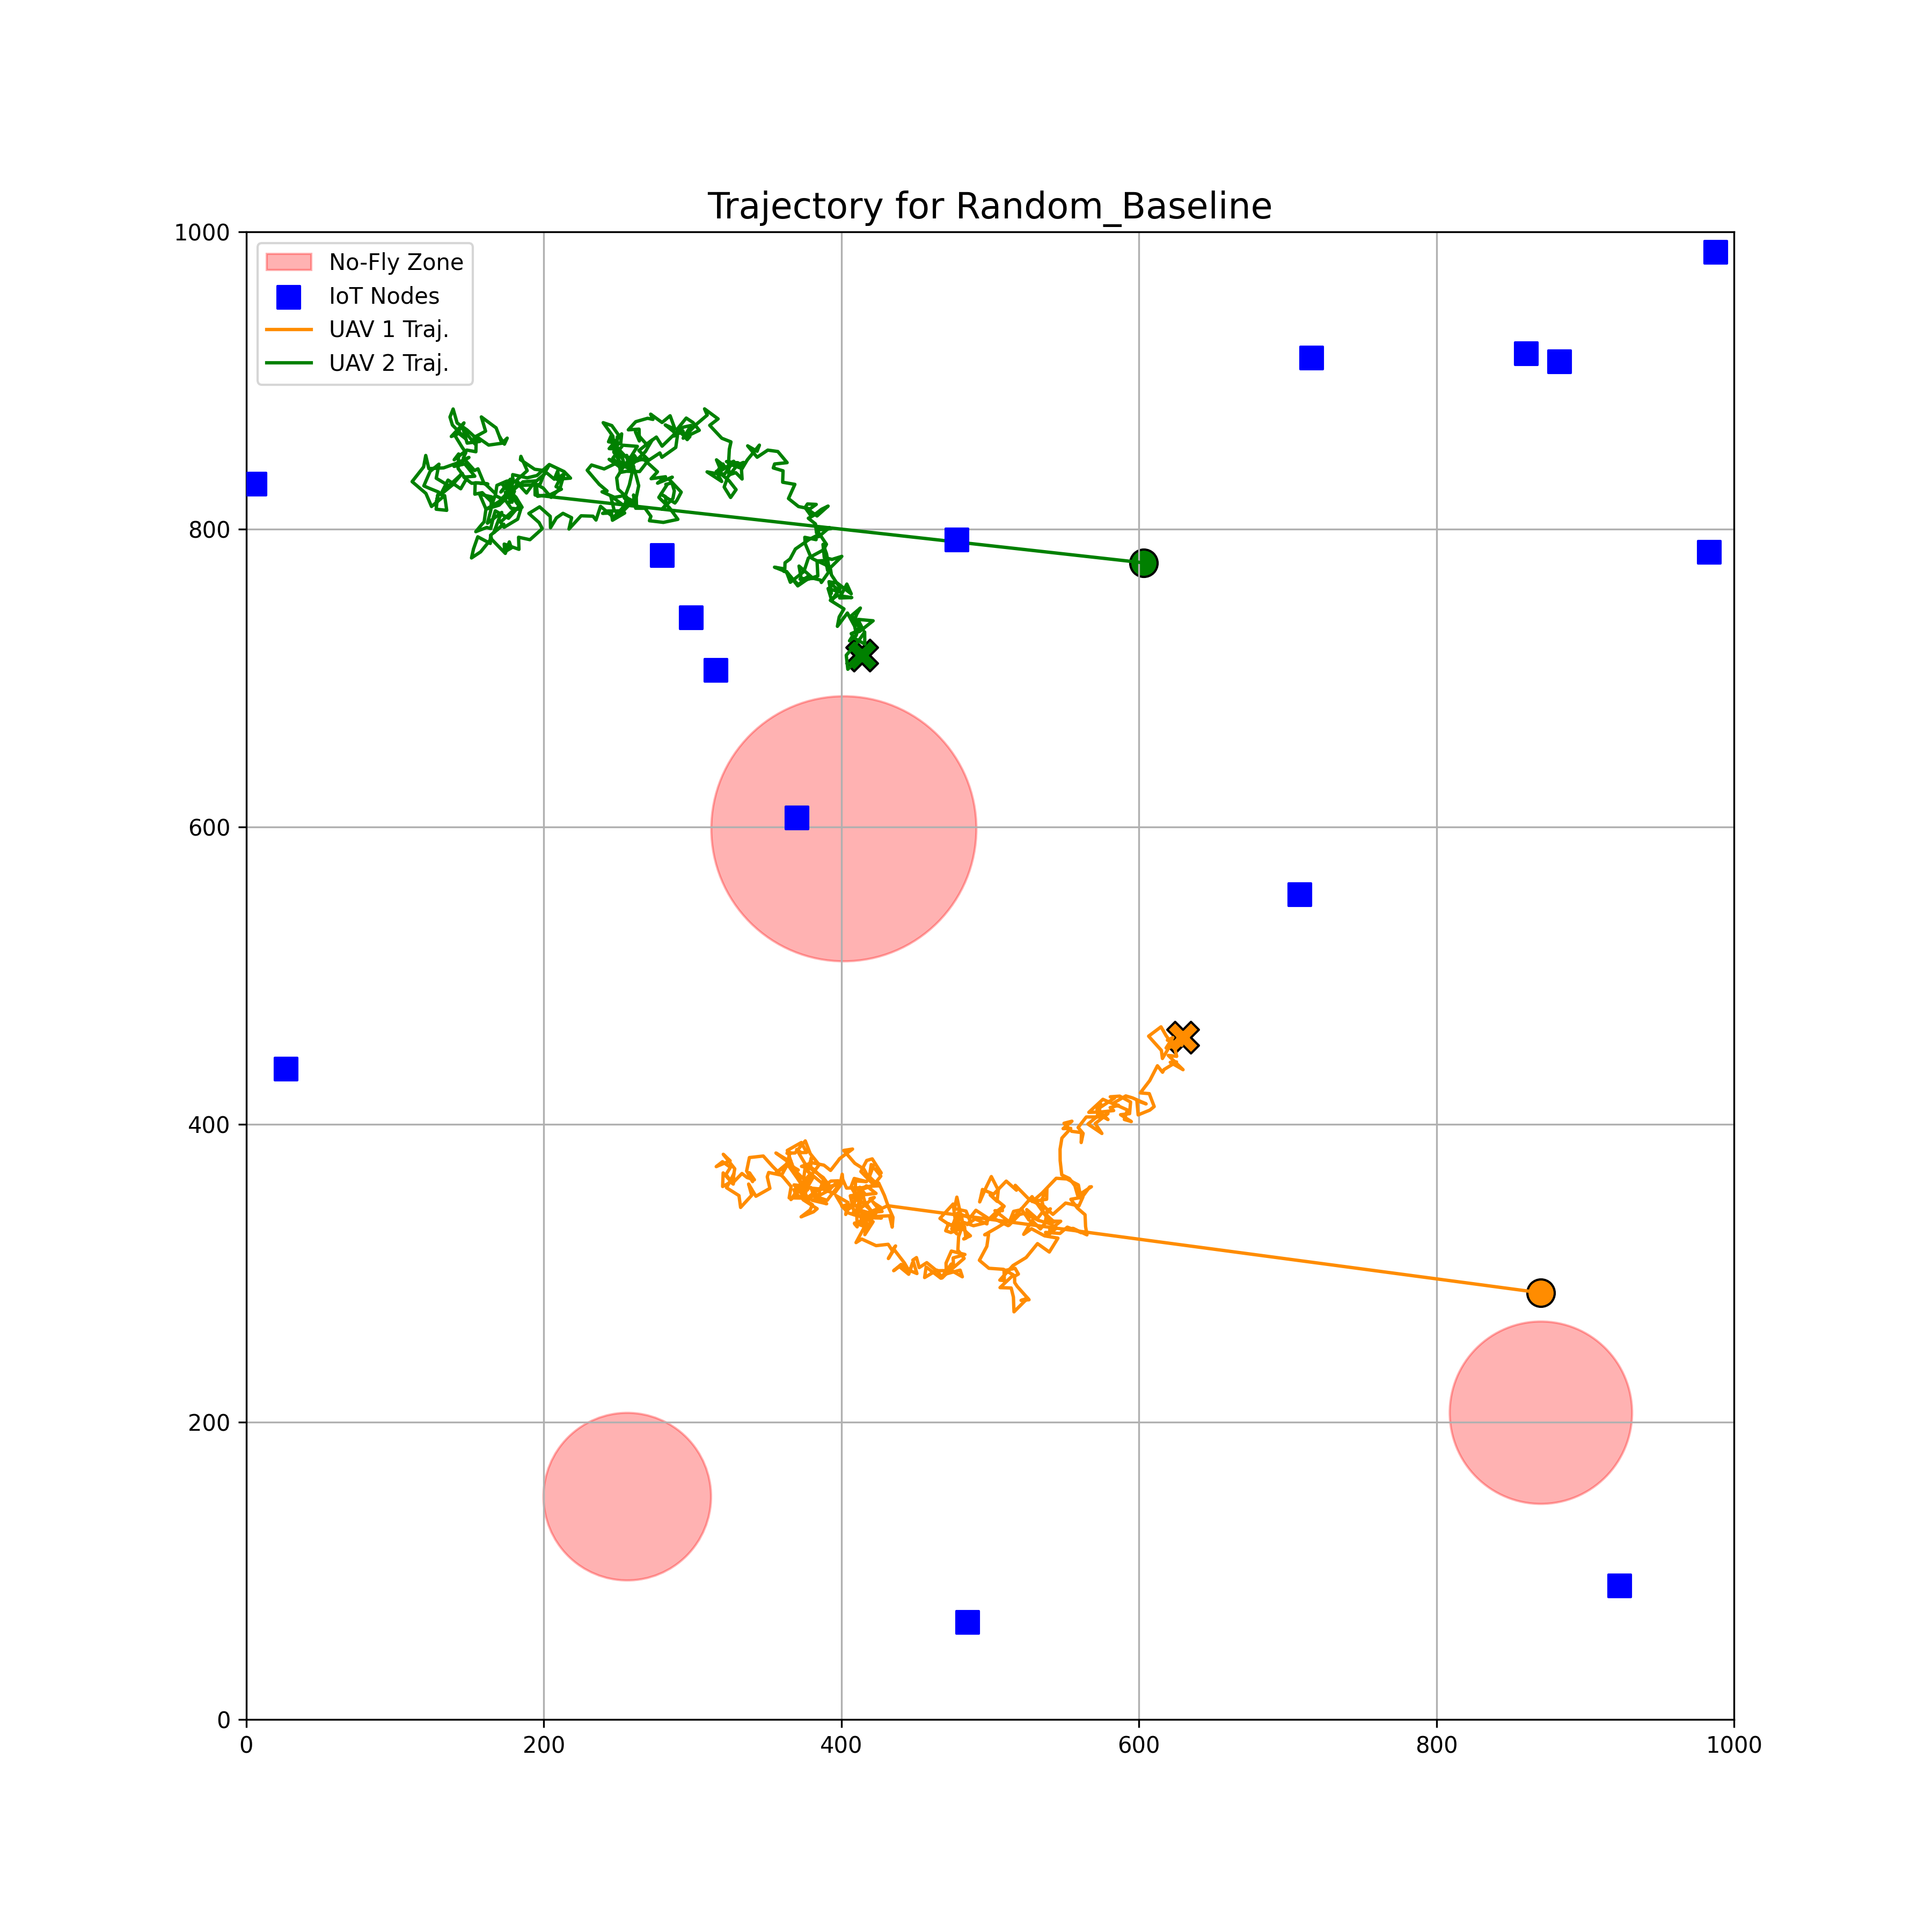 Trajectory for Random_Baseline
1000
No-Fly Zone
IoT Nodes
UAV 1 Traj.
UAV 2 Traj.
800
600
400
200
0
0 200 400 600 800 1000